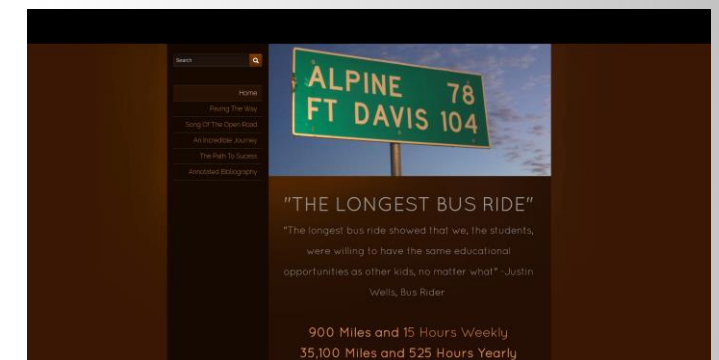 Search
Home
Paving The Way
Song Of The Open Road
An Incredible Journey
The Path To Success
Annotated Bibliography
ALPINE 78
FT DAVIS 104
"THE LONGEST BUS RIDE"
"The longest bus ride showed that we, the students,
were willing to have the same educational
opportunities as other kids, no matter what" -Justin
Wells, Bus Rider
900 Miles and 15 Hours Weekly
35,100 Miles and 525 Hours Yearly